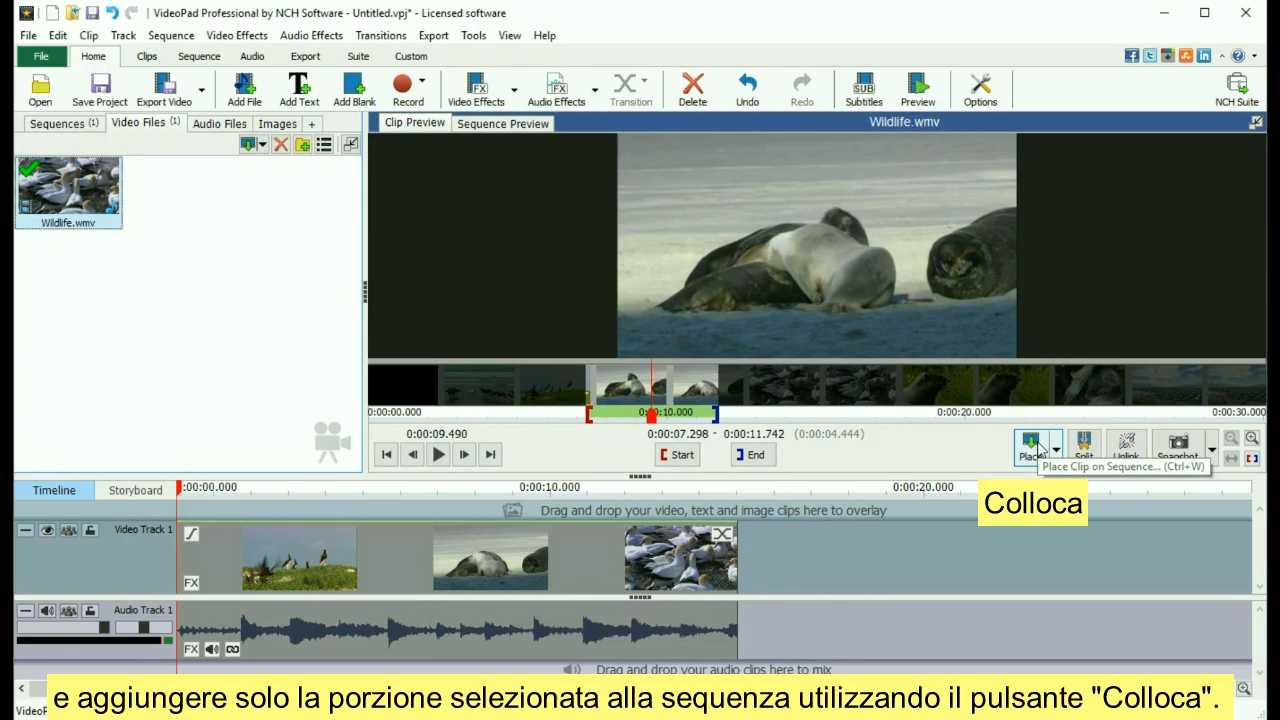 VideoPad Professional by NCH Software - Untitled.vpj* - Licensed software
File Edit Clip Track Sequence Video Effects Audio Effects Transitions Export Tools View Help
File Home Clips Sequence Audio Export Suite Custom
Open Save Project Export Video Add File Add Text Add Blank Record Video Effects Audio Effects Transition Delete Undo Redo Subtitles Preview Options NCH Suite
Sequences (1) Video Files (1) Audio Files Images +
Clip Preview Sequence Preview Wildlife.wmv
Wildlife.wmv
0:00:00.000 0:00:10.000 0:00:20.000 0:00:30.000
0:00:09.490 0:00:07.298 - 0:00:11.742 (0:00:04.444)
Start End Place Split Unlink Snapshot
Place Clip on Sequence... (Ctrl+W)
Timeline Storyboard :00:00.000 0:00:10.000 0:00:20.000
Colloca
Drag and drop your video, text and image clips here to overlay
Video Track 1
FX
Audio Track 1
FX
Drag and drop your audio clips here to mix
e aggiungere solo la porzione selezionata alla sequenza utilizzando il pulsante "Colloca".